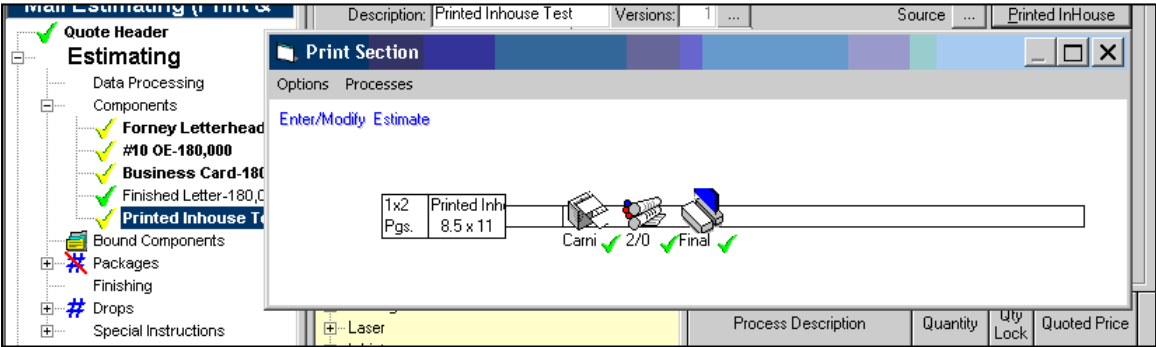 Mail Estimating (Print &
Quote Header
Estimating
Data Processing
Components
Forney Letterhead
#10 OE-180,000
Business Card-180
Finished Letter-180,0
Printed Inhouse Te
Bound Components
Packages
Finishing
Drops
Special Instructions
Description: Printed Inhouse Test Versions: 1 ... Source ... Printed InHouse
Print Section
Options Processes
Enter/Modify Estimate
1x2 Printed Inh
Pgs. 8.5 x 11
Carni 2/0 Final
Laser
Process Description Quantity Qty Lock Quoted Price